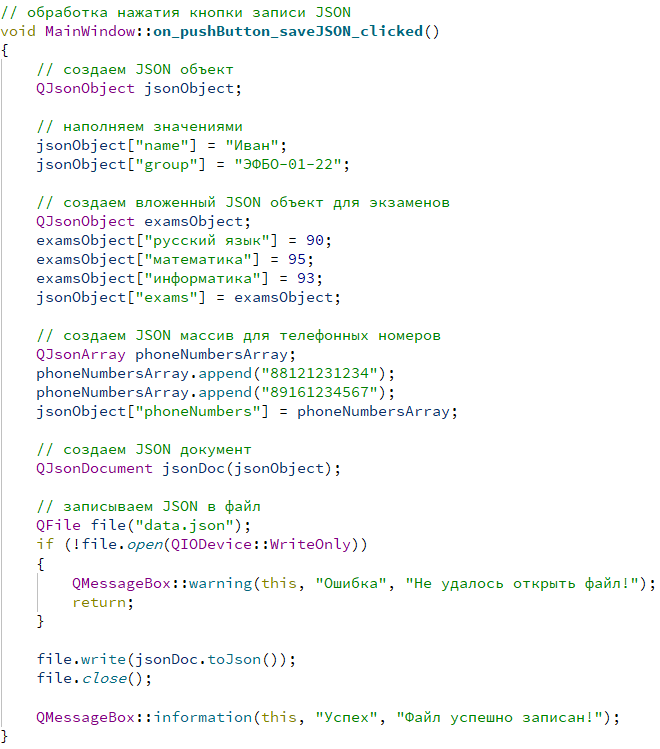 // обработка нажатия кнопки записи JSON
void MainWindow::on_pushButton_saveJSON_clicked()
{
    // создаем JSON объект
    QJsonObject jsonObject;

    // наполняем значениями
    jsonObject["name"] = "Иван";
    jsonObject["group"] = "ЭФБО-01-22";

    // создаем вложенный JSON объект для экзаменов
    QJsonObject examsObject;
    examsObject["русский язык"] = 90;
    examsObject["математика"] = 95;
    examsObject["информатика"] = 93;
    jsonObject["exams"] = examsObject;

    // создаем JSON массив для телефонных номеров
    QJsonArray phoneNumbersArray;
    phoneNumbersArray.append("88121231234");
    phoneNumbersArray.append("89161234567");
    jsonObject["phoneNumbers"] = phoneNumbersArray;

    // создаем JSON документ
    QJsonDocument jsonDoc(jsonObject);

    // записываем JSON в файл
    QFile file("data.json");
    if (!file.open(QIODevice::WriteOnly))
    {
        QMessageBox::warning(this, "Ошибка", "Не удалось открыть файл!");
        return;
    }

    file.write(jsonDoc.toJson());
    file.close();

    QMessageBox::information(this, "Успех", "Файл успешно записан!");
}